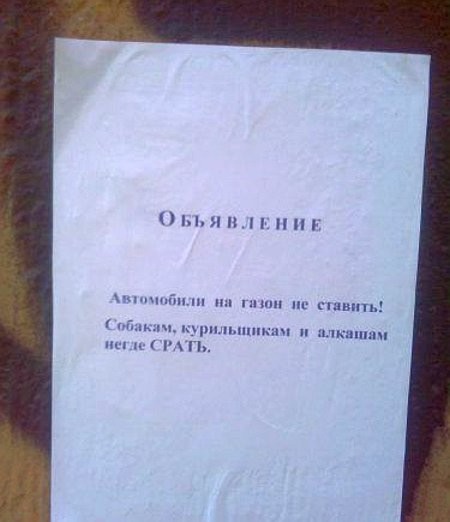 Объявление
Автомобили на газон не ставить!
Собакам, курильщикам и алкашам
негде СРАТЬ.